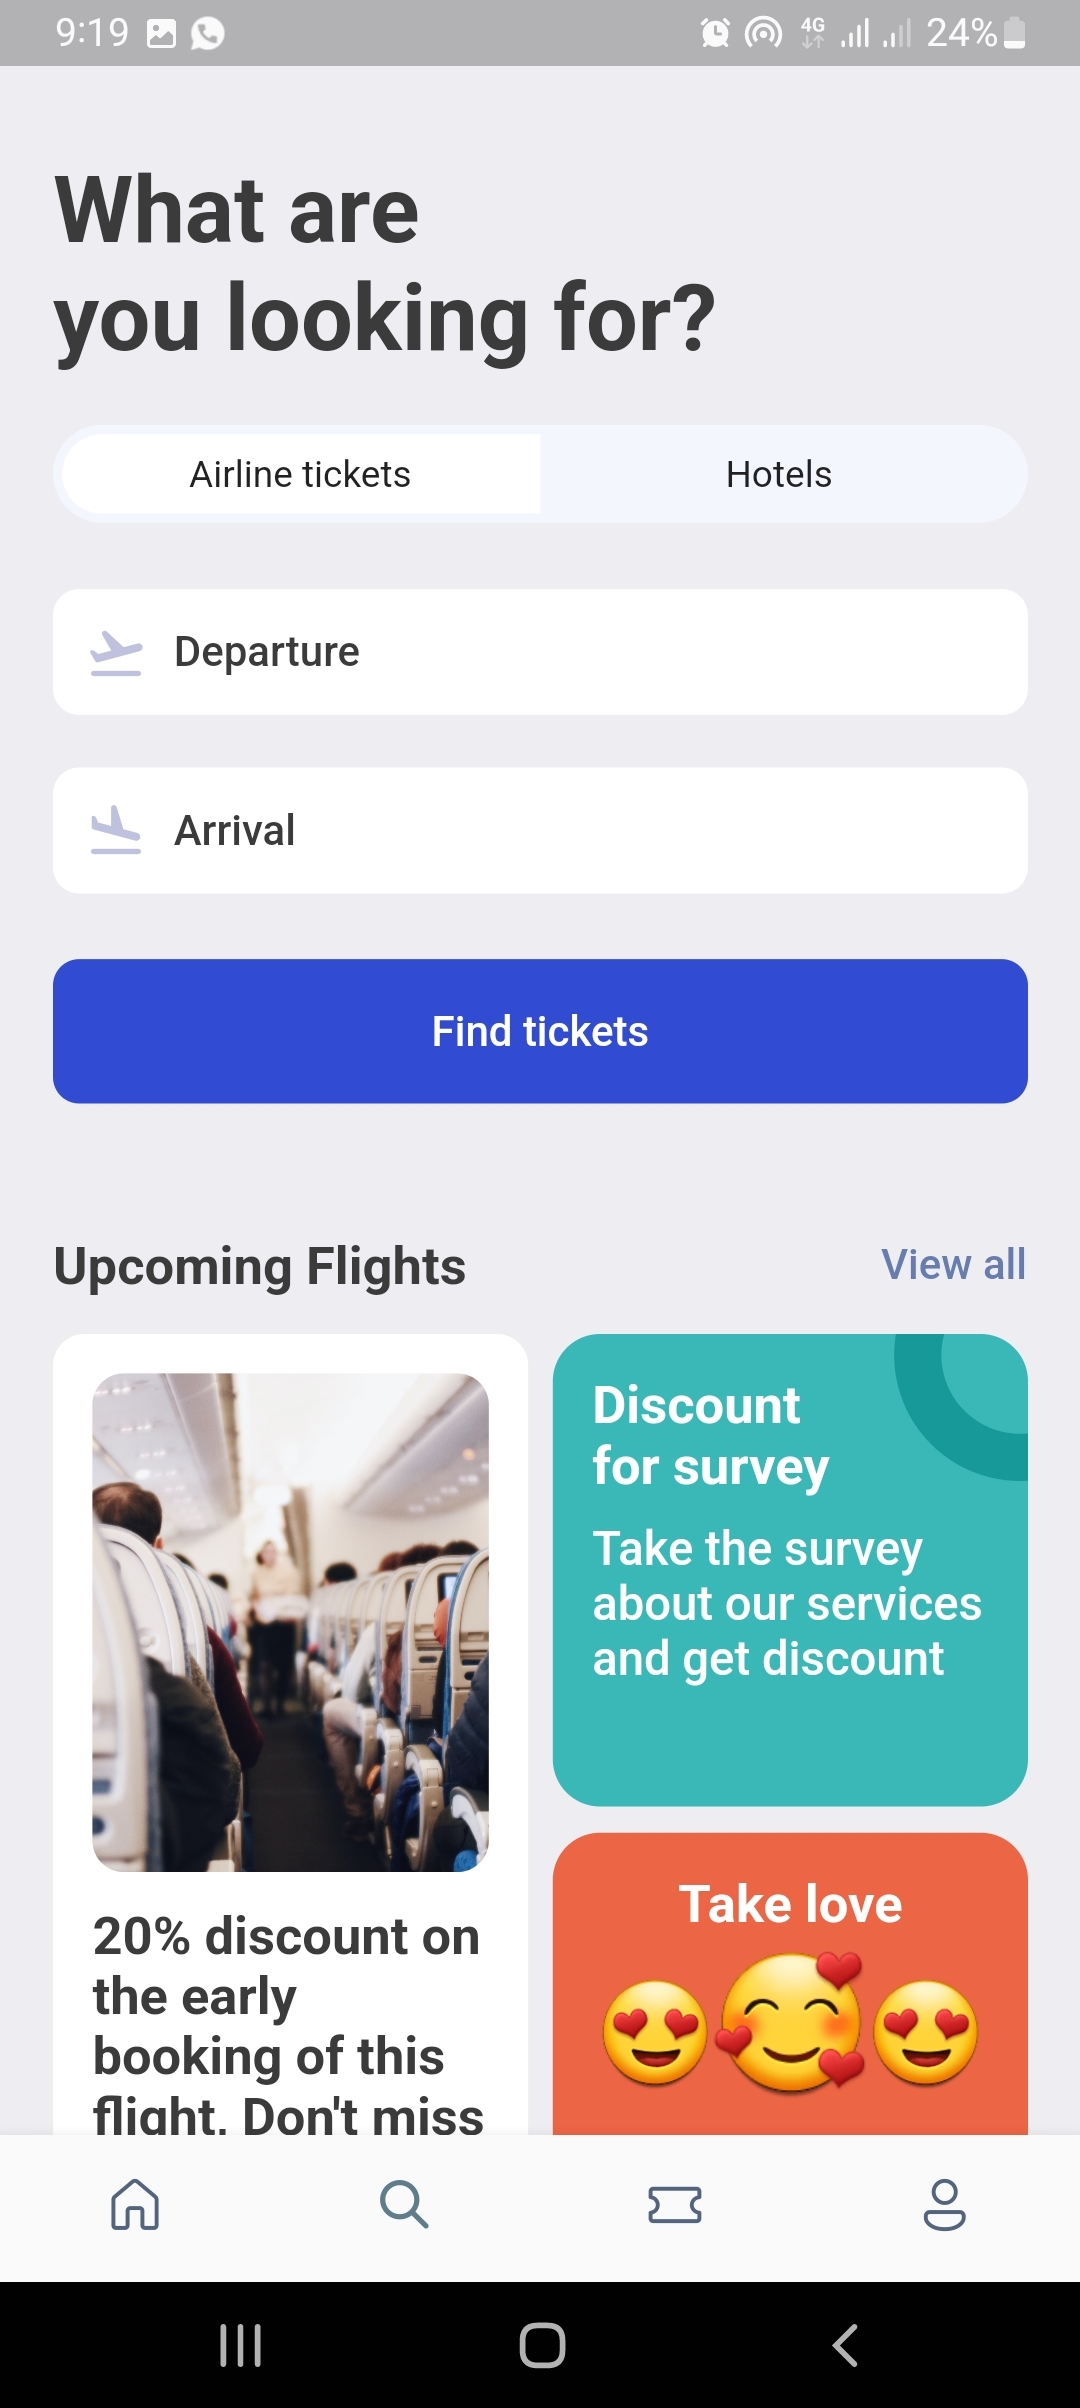 9:19
4G
24%
What are
you looking for?
Airline tickets
Hotels
Departure
Arrival
Find tickets
Upcoming Flights
View all
20% discount on
the early
booking of this
flight. Don't miss
Discount
for survey
Take the survey
about our services
and get discount
Take love